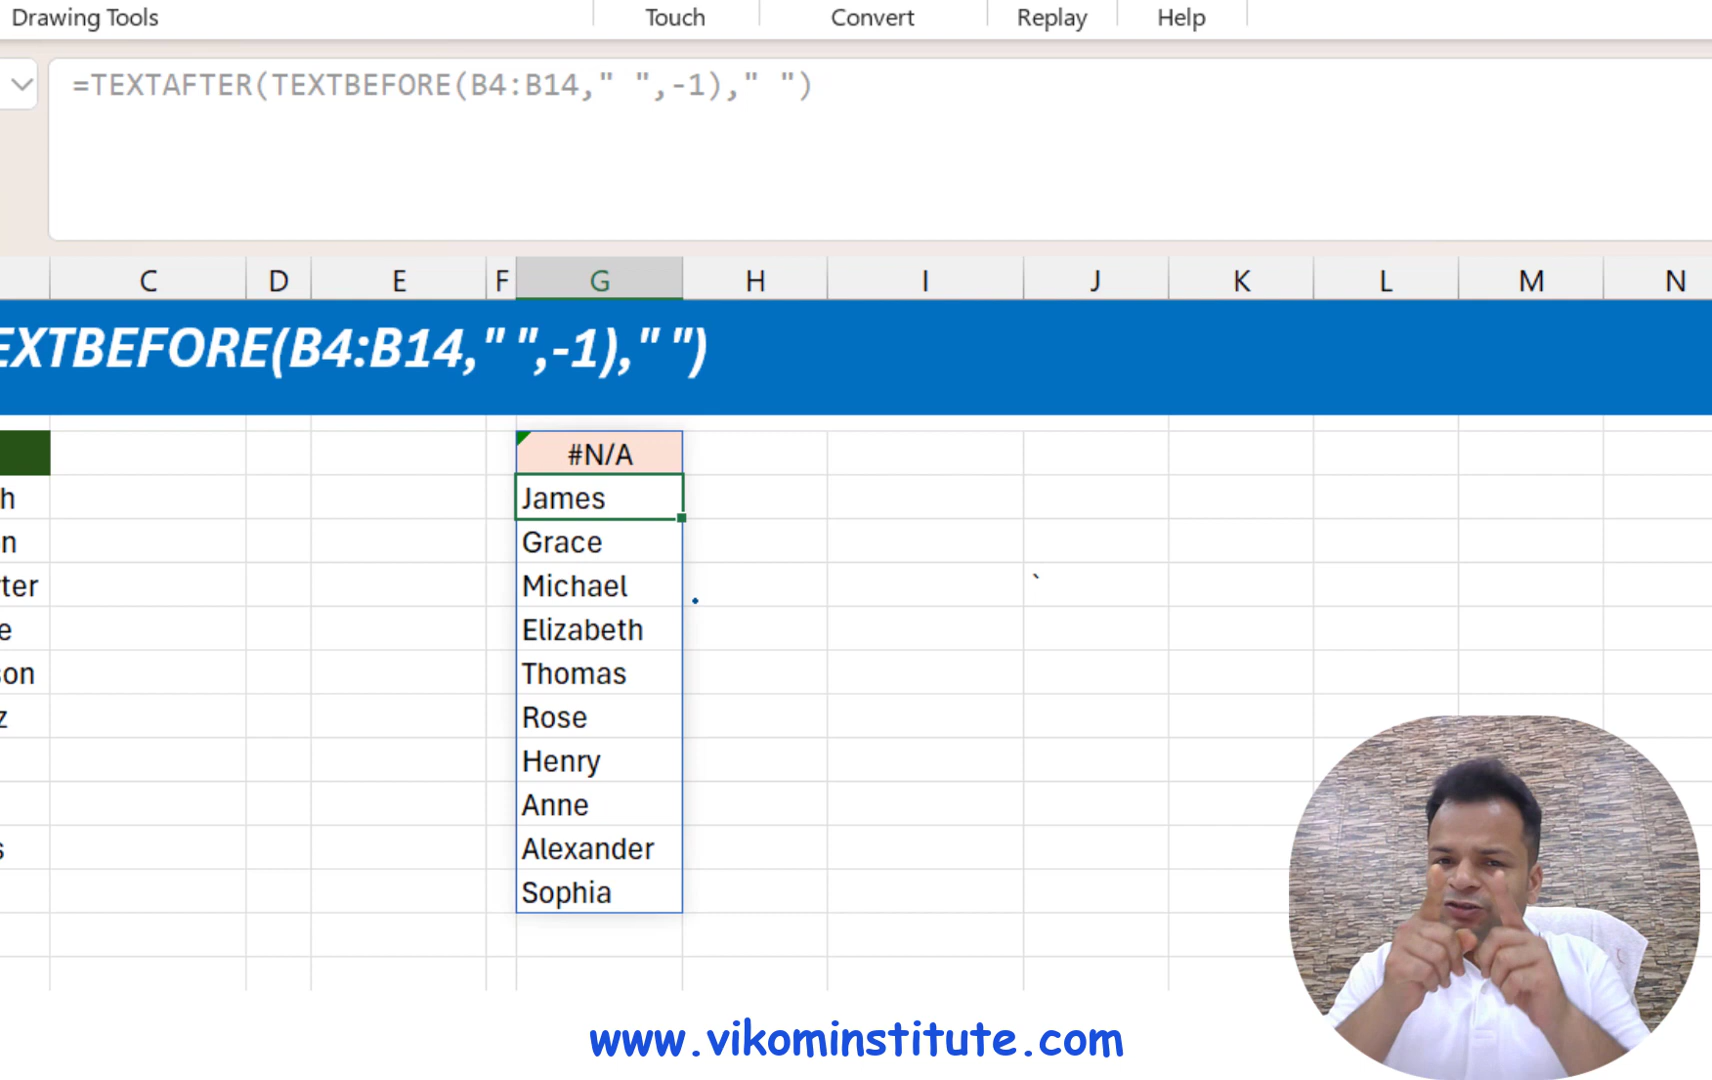 Drawing Tools Touch Convert Replay Help
=TEXTAFTER(TEXTBEFORE(B4:B14," ",-1)," ")
C D E F G H I J K L M N
EXTBEFORE(B4:B14," ",-1)," ")
#N/A
h James
n Grace
ter Michael `
e Elizabeth
son Thomas
z Rose
Henry
Anne
s Alexander
Sophia
www.vikominstitute.com